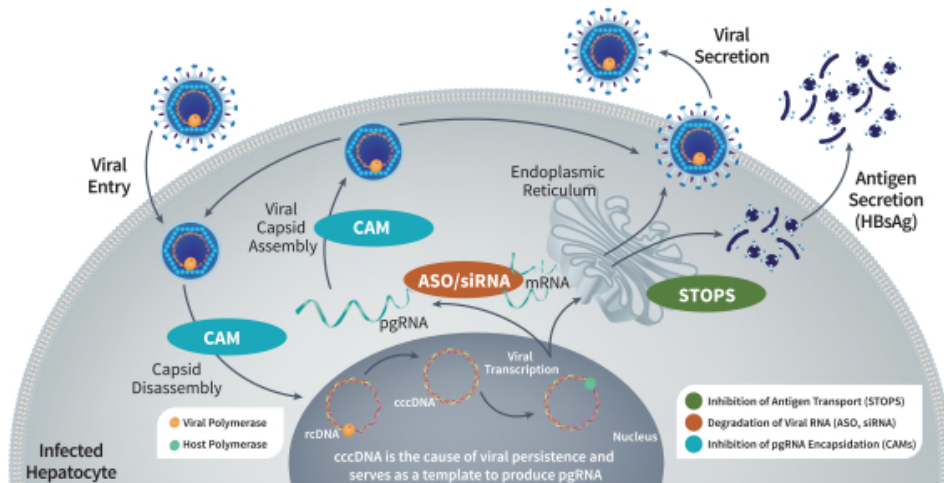 Viral
Secretion
Viral
Entry
Endoplasmic
Reticulum
Antigen
Secretion
(HBsAg)
Viral
Capsid
Assembly
CAM
ASO/siRNA
mRNA
STOPS
pgRNA
CAM
Capsid
Disassembly
Viral
Transcription
cccDNA
rcDNA
Nucleus
Viral Polymerase
Host Polymerase
Inhibition of Antigen Transport (STOPS)
Degradation of Viral RNA (ASO, siRNA)
Inhibition of pgRNA Encapsidation (CAMs)
Infected
Hepatocyte
cccDNA is the cause of viral persistence and
serves as a template to produce pgRNA